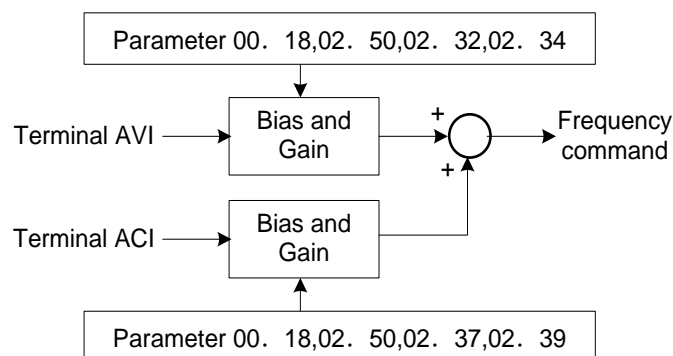 Parameter 00. 18,02. 50,02. 32,02. 34
Terminal AVI
Bias and
Gain
+
+
Frequency
command
Terminal ACI
Bias and
Gain
Parameter 00. 18,02. 50,02. 37,02. 39